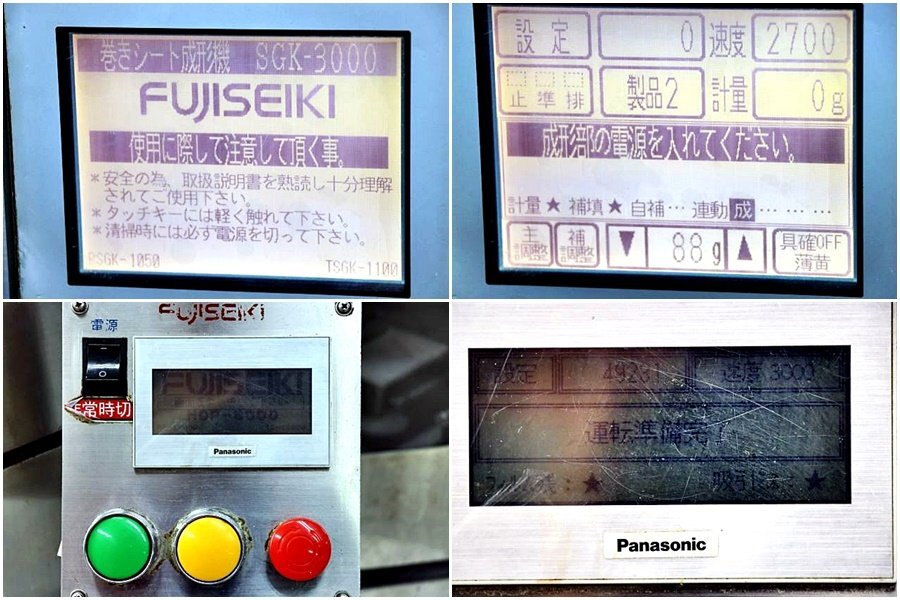 巻きシート成形機 SGK-3000
FUJISEIKI
使用に際して注意して頂く事。
*安全の為、取扱説明書を熟読し十分理解
されてご使用下さい。
*タッチキーには軽く触れて下さい。
*清掃時には必ず電源を切って下さい。
PSGK-1050 TSGK-1100
設定 0 速度 2700
止 準 排 製品2 計量 0g
成形部の電源を入れてください。
計量★ 補填★ 自補… 連動 成 … … …
主調整 補調整 ▼ 88g ▲ 具確OFF
薄苗
FUJISEIKI
電源
常時切
FUJISEIKI
Panasonic
設定 速度 3000
運転準備完了
★ ★
Panasonic